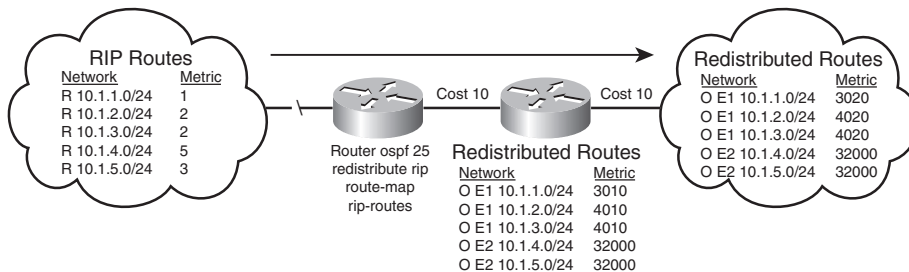 RIP Routes
Network Metric
R 10.1.1.0/24 1
R 10.1.2.0/24 2
R 10.1.3.0/24 2
R 10.1.4.0/24 5
R 10.1.5.0/24 3
Router ospf 25
redistribute rip
route-map
rip-routes
Cost 10
Cost 10
Redistributed Routes
Network Metric
O E1 10.1.1.0/24 3010
O E1 10.1.2.0/24 4010
O E1 10.1.3.0/24 4010
O E2 10.1.4.0/24 32000
O E2 10.1.5.0/24 32000
Redistributed Routes
Network Metric
O E1 10.1.1.0/24 3020
O E1 10.1.2.0/24 4020
O E1 10.1.3.0/24 4020
O E2 10.1.4.0/24 32000
O E2 10.1.5.0/24 32000